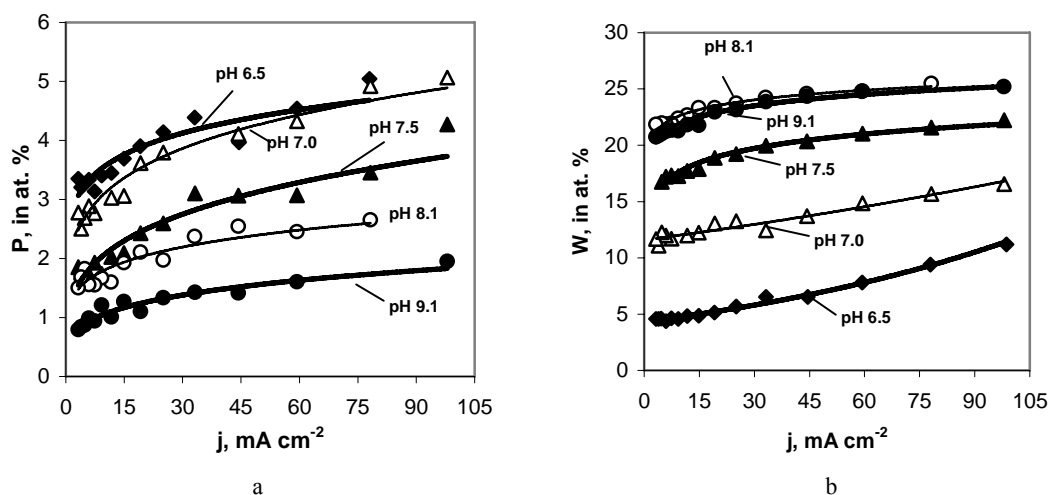 6
5
4
3
2
1
0
P, in at. %
pH 6.5
pH 7.0
pH 7.5
pH 8.1
pH 9.1
0 15 30 45 60 75 90 105
j, mA cm-2
a
30
25
20
15
10
5
0
W, in at. %
pH 8.1
pH 9.1
pH 7.5
pH 7.0
pH 6.5
0 15 30 45 60 75 90 105
j, mA cm-2
b